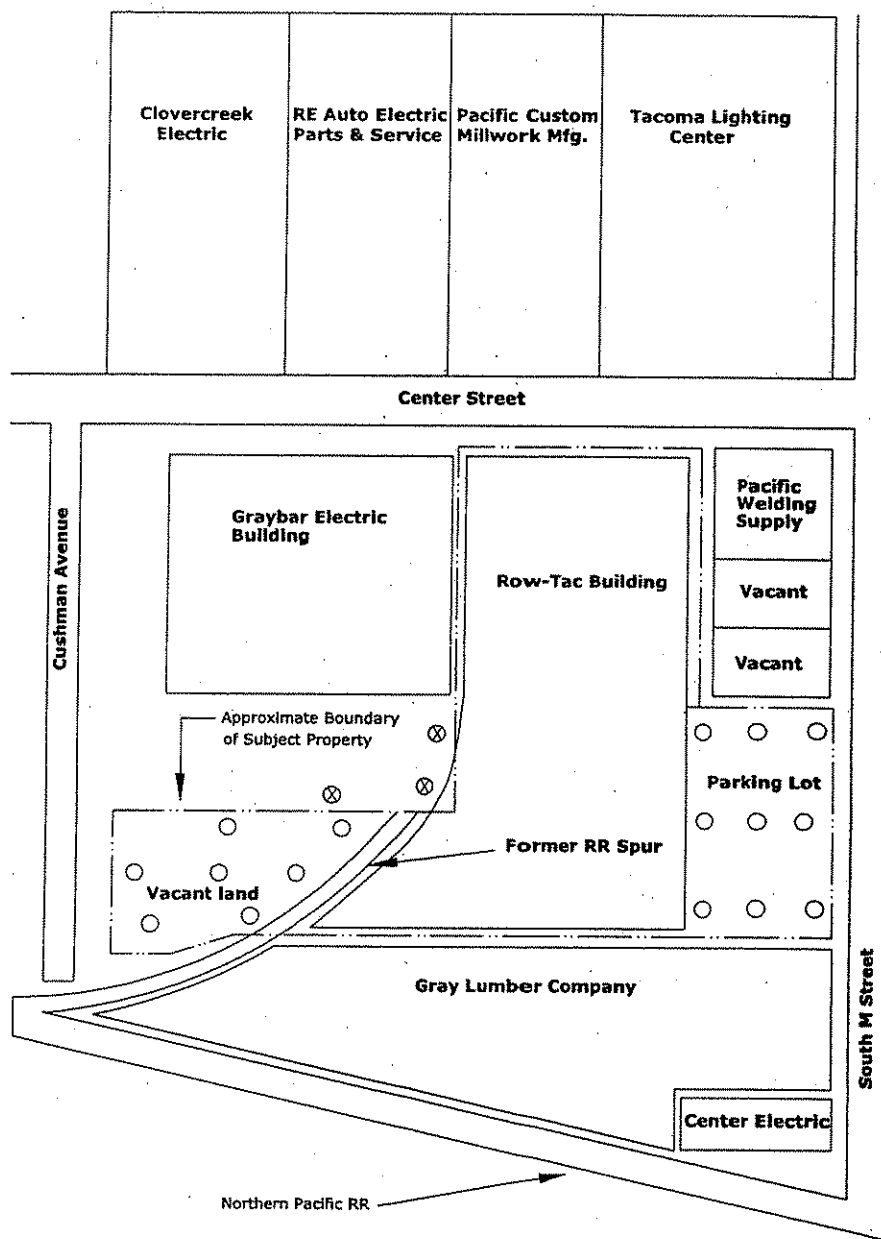 Clovercreek
Electric
RE Auto Electric
Parts & Service
Pacific Custom
Millwork Mfg.
Tacoma Lighting
Center
Center Street
Cushman Avenue
Graybar Electric
Building
Row-Tac Building
Pacific
Welding
Supply
Vacant
Vacant
Approximate Boundary
of Subject Property
Parking Lot
Former RR Spur
Vacant land
Gray Lumber Company
South M Street
Center Electric
Northern Pacific RR